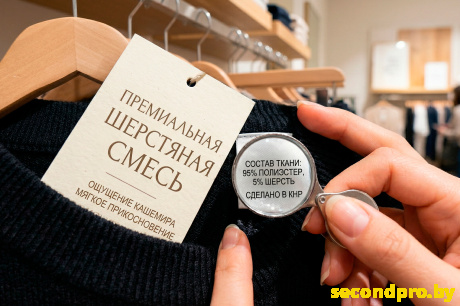 ПРЕМИАЛЬНАЯ
ШЕРСТЯНАЯ
СМЕСЬ
ОЩУЩЕНИЕ КАШЕМИРА
МЯГКОЕ ПРИКОСНОВЕНИЕ
СОСТАВ ТКАНИ:
95% ПОЛИЭСТЕР,
5% ШЕРСТЬ
СДЕЛАНО В КНР
secondpro.by